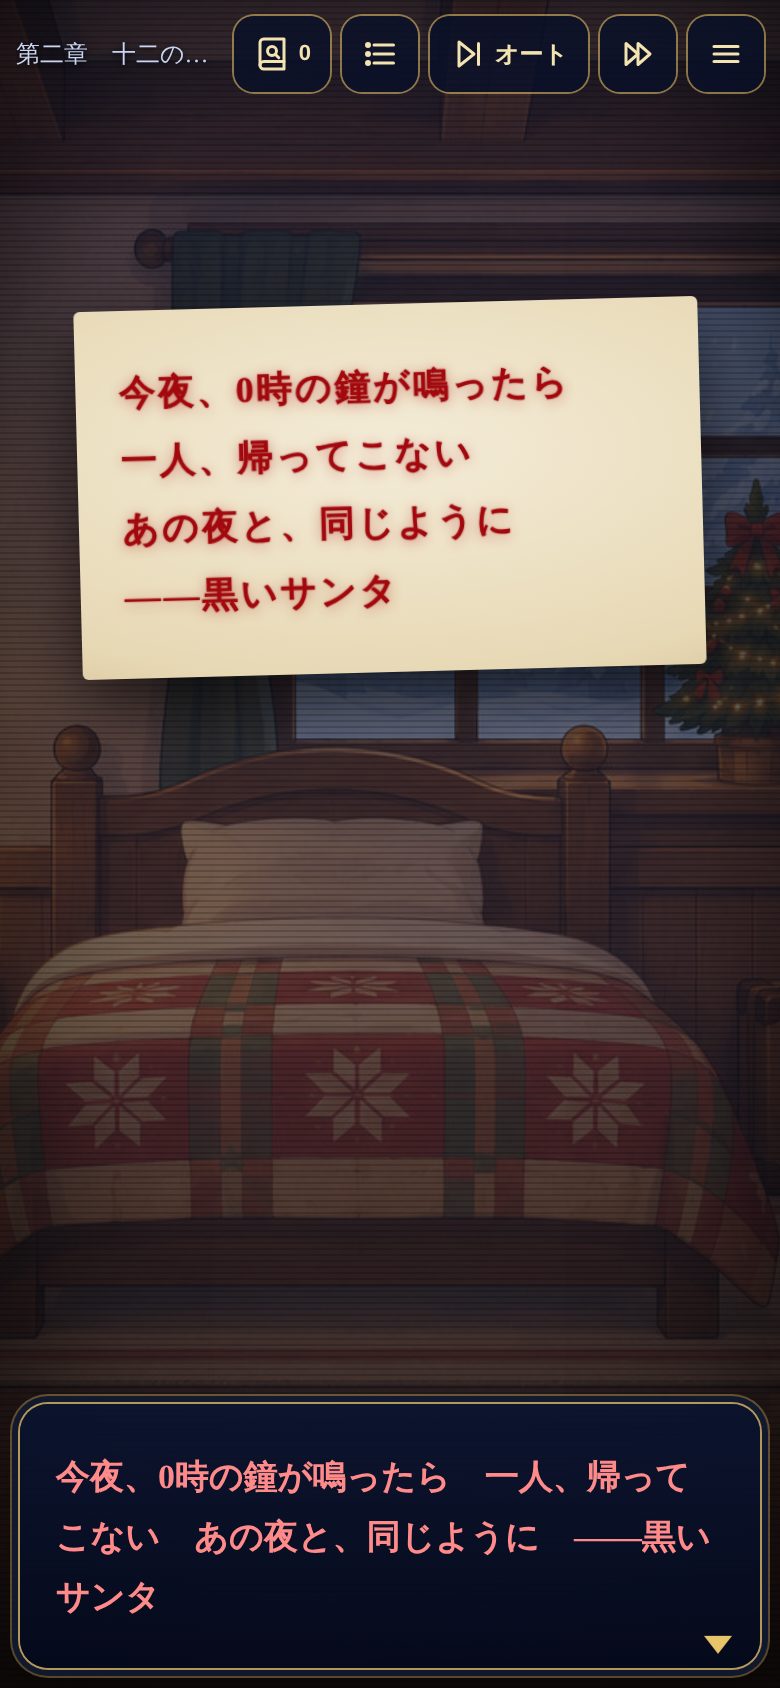 第二章　十二の…
0
オート
今夜、0時の鐘が鳴ったら
一人、帰ってこない
あの夜と、同じように
――黒いサンタ
今夜、0時の鐘が鳴ったら　一人、帰って
こない　あの夜と、同じように　――黒い
サンタ